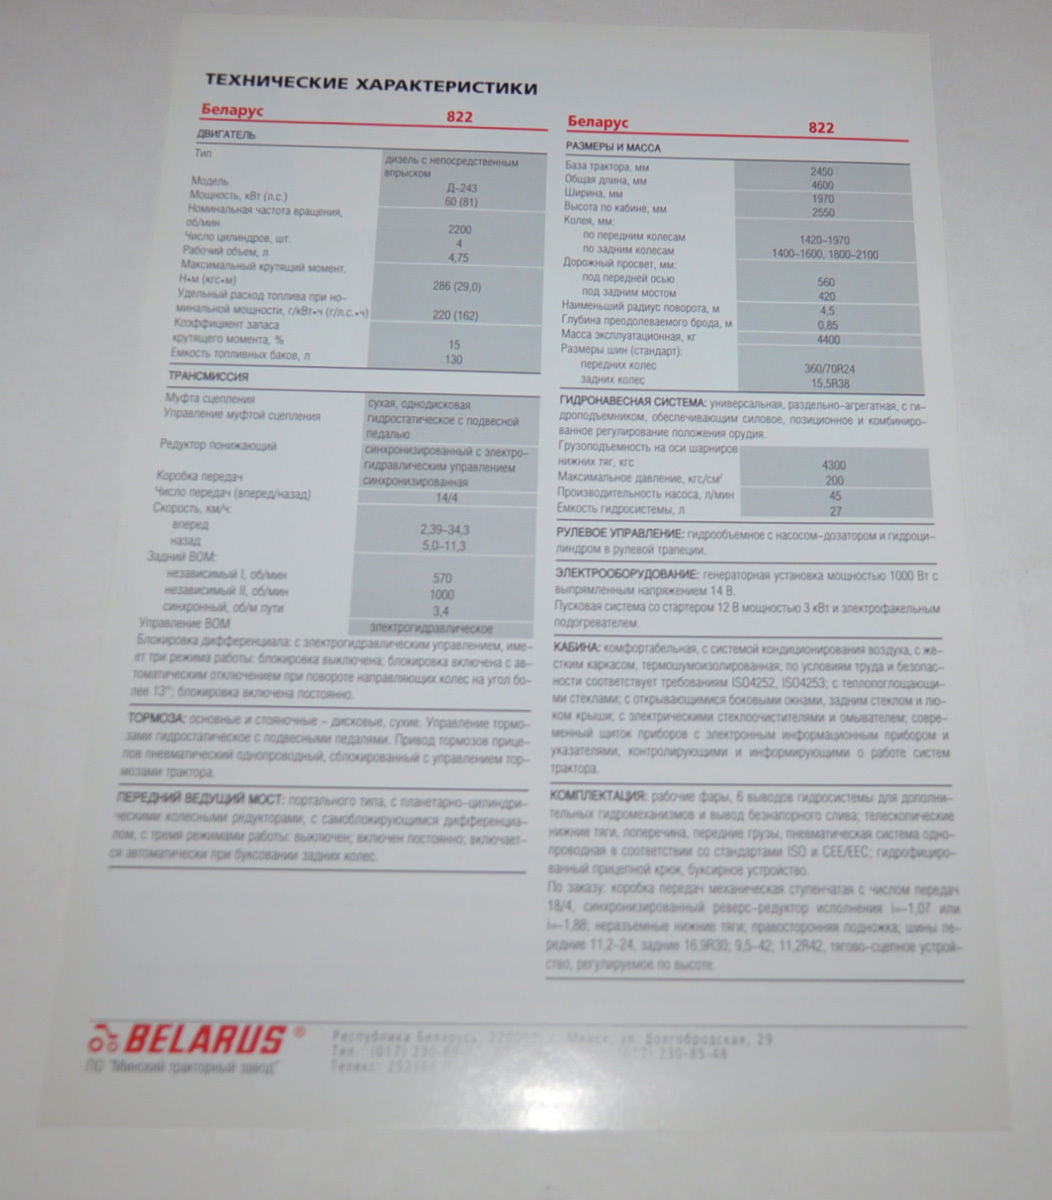 ТЕХНИЧЕСКИЕ ХАРАКТЕРИСТИКИ
Беларус 822
ДВИГАТЕЛЬ
Тип дизель с непосредственным
впрыском
Модель Д-243
Мощность, кВт (л.с.) 60 (81)
Номинальная частота вращения,
об/мин 2200
Число цилиндров, шт. 4
Рабочий объем, л 4,75
Максимальный крутящий момент,
Н•м (кгс•м) 286 (29,0)
Удельный расход топлива при но-
минальной мощности, г/кВт•ч (г/л.с.•ч) 220 (162)
Коэффициент запаса
крутящего момента, % 15
Емкость топливных баков, л 130
ТРАНСМИССИЯ
Муфта сцепления сухая, однодисковая
Управление муфтой сцепления гидростатическое с подвесной
педалью
Редуктор понижающий синхронизированный с электро-
гидравлическим управлением
Коробка передач синхронизированная
Число передач (вперед/назад) 14/4
Скорость, км/ч:
вперед 2,39-34,3
назад 5,0-11,3
Задний ВОМ:
независимый I, об/мин 570
независимый II, об/мин 1000
синхронный, об/м пути 3,4
Управление ВОМ электрогидравлическое
Блокировка дифференциала: с электрогидравлическим управлением, име-
ет три режима работы: блокировка выключена; блокировка включена с ав-
томатическим отключением при повороте направляющих колес на угол бо-
лее 13°; блокировка включена постоянно.
ТОРМОЗА: основные и стояночные – дисковые, сухие. Управление тормо-
зами гидростатическое с подвесными педалями. Привод тормозов прице-
пов пневматический однопроводный, сблокированный с управлением тор-
мозами трактора.
ПЕРЕДНИЙ ВЕДУЩИЙ МОСТ: портального типа, с планетарно-цилиндри-
ческими колесными редукторами, с самоблокирующимся дифференциа-
лом, с тремя режимами работы: выключен; включен постоянно; включает-
ся автоматически при буксовании задних колес.
Беларус 822
РАЗМЕРЫ И МАССА
База трактора, мм 2450
Общая длина, мм 4600
Ширина, мм 1970
Высота по кабине, мм 2550
Колея, мм:
по передним колесам 1420-1970
по задним колесам 1400-1600, 1800-2100
Дорожный просвет, мм:
под передней осью 560
под задним мостом 420
Наименьший радиус поворота, м 4,5
Глубина преодолеваемого брода, м 0,85
Масса эксплуатационная, кг 4400
Размеры шин (стандарт):
передних колес 360/70R24
задних колес 15,5R38
ГИДРОНАВЕСНАЯ СИСТЕМА: универсальная, раздельно-агрегатная, с ги-
дроподъемником, обеспечивающим силовое, позиционное и комбиниро-
ванное регулирование положения орудия.
Грузоподъемность на оси шарниров
нижних тяг, кгс 4300
Максимальное давление, кгс/см² 200
Производительность насоса, л/мин 45
Емкость гидросистемы, л 27
РУЛЕВОЕ УПРАВЛЕНИЕ: гидрообъемное с насосом-дозатором и гидроци-
линдром в рулевой трапеции.
ЭЛЕКТРООБОРУДОВАНИЕ: генераторная установка мощностью 1000 Вт с
выпрямленным напряжением 14 В.
Пусковая система со стартером 12 В мощностью 3 кВт и электрофакельным
подогревателем.
КАБИНА: комфортабельная, с системой кондиционирования воздуха, с же-
стким каркасом, термошумоизолированная; по условиям труда и безопас-
ности соответствует требованиям ISO4252, ISO4253; с теплопоглощающи-
ми стеклами; с открывающимися боковыми окнами, задним стеклом и лю-
ком крыши; с электрическими стеклоочистителями и омывателем; совре-
менный щиток приборов с электронным информационным прибором и
указателями, контролирующими и информирующими о работе систем
трактора.
КОМПЛЕКТАЦИЯ: рабочие фары, 6 выводов гидросистемы для дополни-
тельных гидромеханизмов и вывод безнапорного слива; телескопические
нижние тяги, поперечина, передние грузы, пневматическая система одно-
проводная в соответствии со стандартами ISO и CEE/EEC; гидрофициро-
ванный прицепной крюк, буксирное устройство.
По заказу: коробка передач механическая ступенчатая с числом передач
18/4, синхронизированный реверс-редуктор исполнения i=-1,07 или
i=-1,88; неразъемные нижние тяги; правосторонняя подножка; шины пе-
редние 11,2-24, задние 16,9R30; 9,5-42; 11,2R42, тягово-сцепное устрой-
ство, регулируемое по высоте.
BELARUS ®
ПО "Минский тракторный завод"
Республика Беларусь, г. Минск, ул. Долгобродская, 29
Тел.: (017) 230-85-48
Телекс: